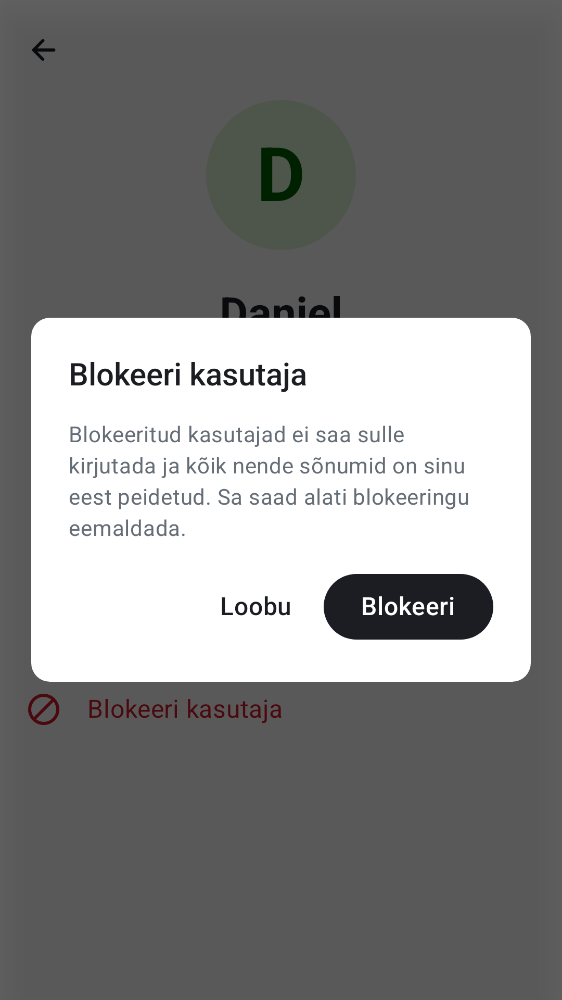 D
Daniel
Blokeeri kasutaja
Blokeeritud kasutajad ei saa sulle
kirjutada ja kõik nende sõnumid on sinu
eest peidetud. Sa saad alati blokeeringu
eemaldada.
Loobu
Blokeeri
Blokeeri kasutaja